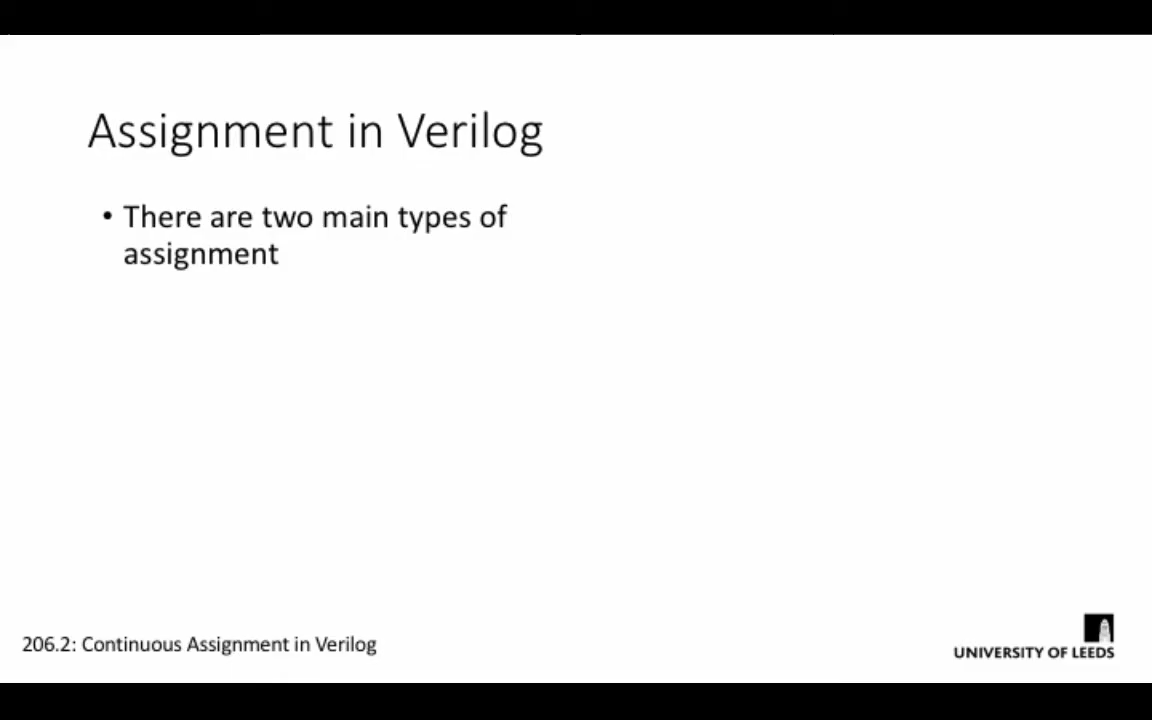 Assignment in Verilog
• There are two main types of
assignment
206.2: Continuous Assignment in Verilog
UNIVERSITY OF LEEDS